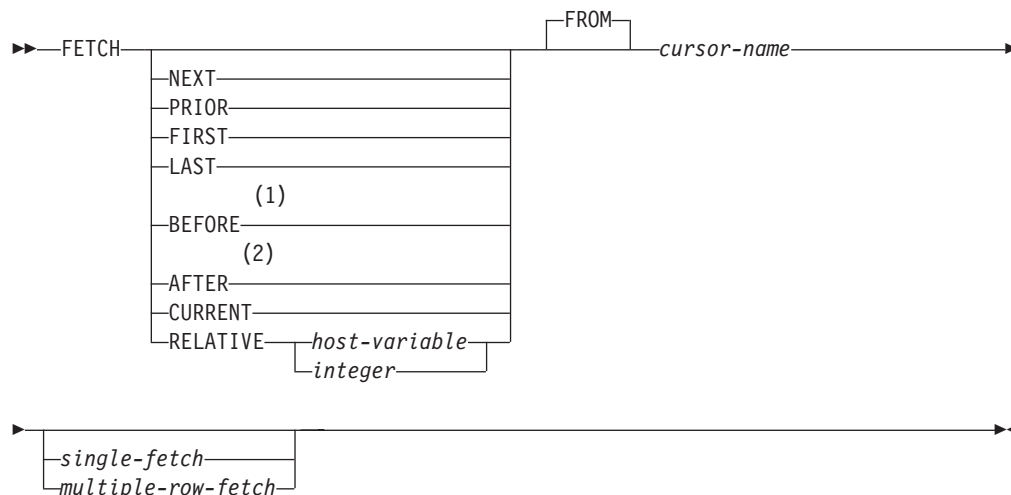 FROM
FETCH cursor-name
NEXT
PRIOR
FIRST
LAST
(1)
BEFORE
(2)
AFTER
CURRENT
RELATIVE host-variable
integer
single-fetch
multiple-row-fetch